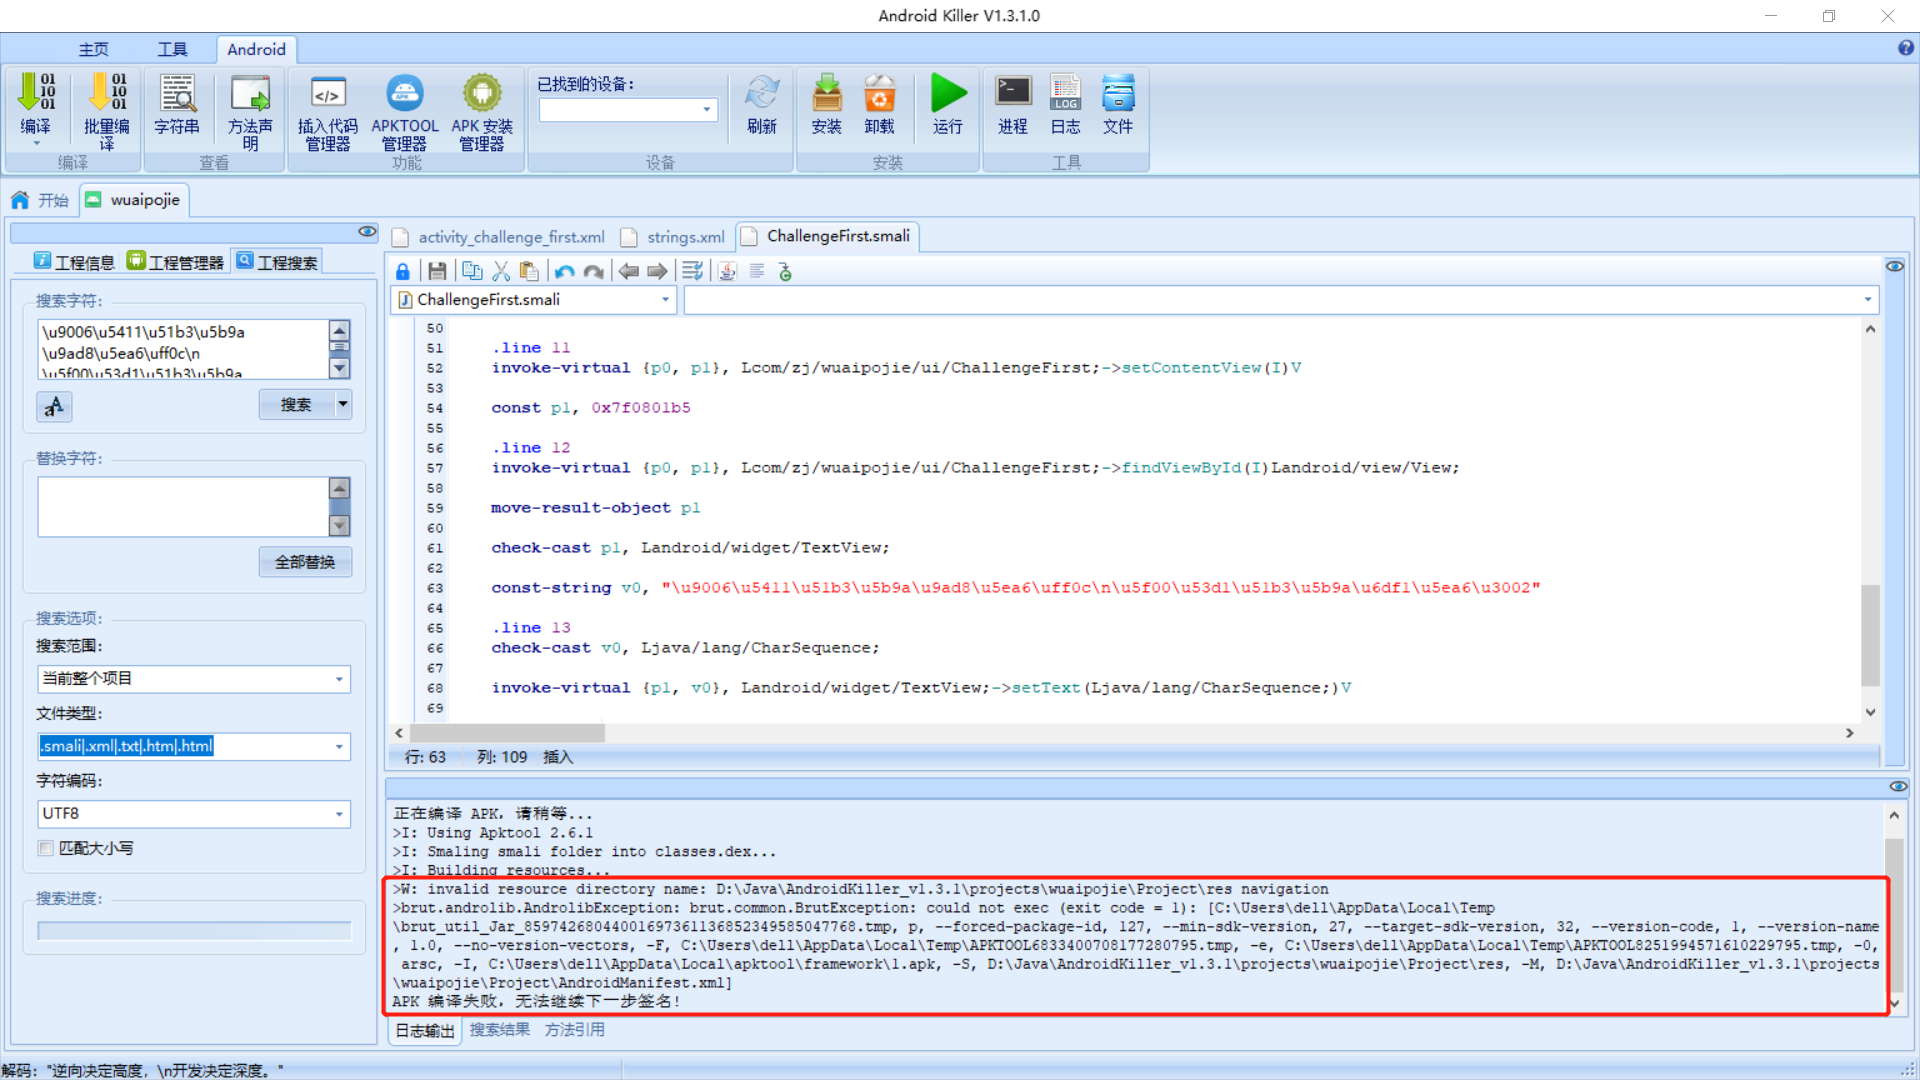 Android Killer V1.3.1.0
主页 工具 Android
编译 批量编译 字符串 方法声明 插入代码管理器 APKTOOL管理器 APK 安装管理器 已找到的设备： 刷新 安装 卸载 运行 进程 日志 文件
编译 查看 功能 设备 安装 工具
开始 wuaipojie
工程信息 工程管理器 工程搜索
搜索字符：
\u9006\u5411\u51b3\u5b9a
\u9ad8\u5ea6\uff0c\n
\u5f00\u53d1\u51b3\u5b9a
aA 搜索
替换字符：
全部替换
搜索选项：
搜索范围：
当前整个项目
文件类型：
.smali|.xml|.txt|.htm|.html
字符编码：
UTF8
匹配大小写
搜索进度：
activity_challenge_first.xml strings.xml ChallengeFirst.smali
ChallengeFirst.smali
50
51 .line 11
52 invoke-virtual {p0, p1}, Lcom/zj/wuaipojie/ui/ChallengeFirst;->setContentView(I)V
53
54 const p1, 0x7f0801b5
55
56 .line 12
57 invoke-virtual {p0, p1}, Lcom/zj/wuaipojie/ui/ChallengeFirst;->findViewById(I)Landroid/view/View;
58
59 move-result-object p1
60
61 check-cast p1, Landroid/widget/TextView;
62
63 const-string v0, "\u9006\u5411\u51b3\u5b9a\u9ad8\u5ea6\uff0c\n\u5f00\u53d1\u51b3\u5b9a\u6df1\u5ea6\u3002"
64
65 .line 13
66 check-cast v0, Ljava/lang/CharSequence;
67
68 invoke-virtual {p1, v0}, Landroid/widget/TextView;->setText(Ljava/lang/CharSequence;)V
69
行: 63 列: 109 插入
正在编译 APK，请稍等...
>I: Using Apktool 2.6.1
>I: Smaling smali folder into classes.dex...
>I: Building resources...
>W: invalid resource directory name: D:\Java\AndroidKiller_v1.3.1\projects\wuaipojie\Project\res navigation
>brut.androlib.AndrolibException: brut.common.BrutException: could not exec (exit code = 1): [C:\Users\dell\AppData\Local\Temp
\brut_util_Jar_85974268044001697361136852349585047768.tmp, p, --forced-package-id, 127, --min-sdk-version, 27, --target-sdk-version, 32, --version-code, 1, --version-name
, 1.0, --no-version-vectors, -F, C:\Users\dell\AppData\Local\Temp\APKTOOL6833400708177280795.tmp, -e, C:\Users\dell\AppData\Local\Temp\APKTOOL8251994571610229795.tmp, -0,
arsc, -I, C:\Users\dell\AppData\Local\apktool\framework\1.apk, -S, D:\Java\AndroidKiller_v1.3.1\projects\wuaipojie\Project\res, -M, D:\Java\AndroidKiller_v1.3.1\projects
\wuaipojie\Project\AndroidManifest.xml]
APK 编译失败，无法继续下一步签名!
日志输出 搜索结果 方法引用
解码："逆向决定高度，\n开发决定深度。"